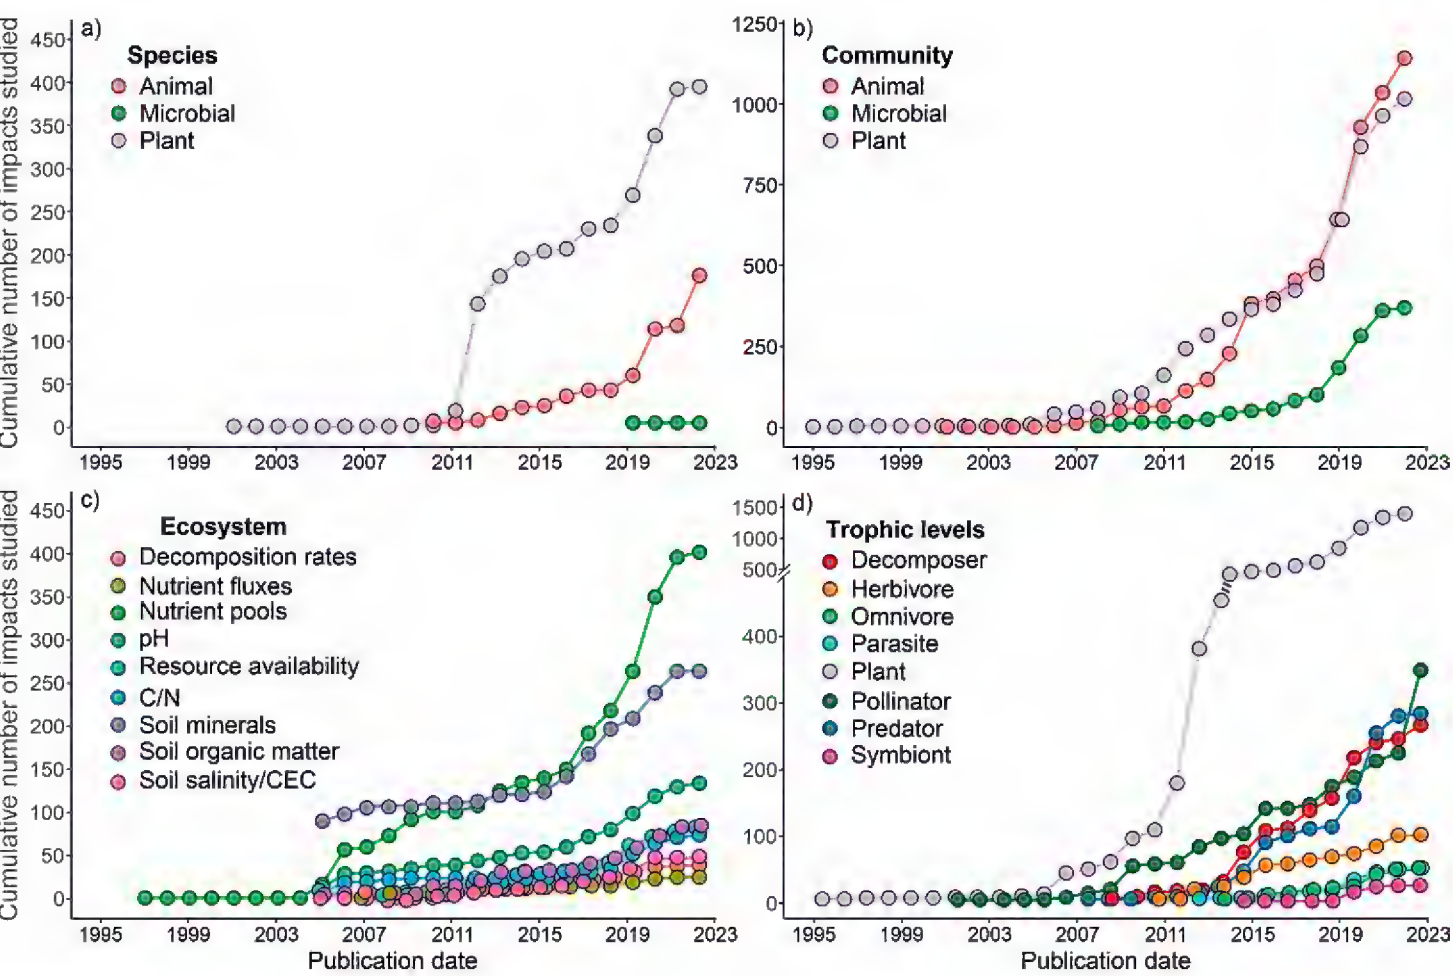 Cumulative number of impacts studied
a)
Species
Animal
Microbial
Plant
450
400
350
300
250
200
150
100
50
0
1995 1999 2003 2007 2011 2015 2019 2023
b)
Community
Animal
Microbial
Plant
1250
1000
750
500
250
0
1995 1999 2003 2007 2011 2015 2019 2023
Cumulative number of impacts studied
c)
Ecosystem
Decomposition rates
Nutrient fluxes
Nutrient pools
pH
Resource availability
C/N
Soil minerals
Soil organic matter
Soil salinity/CEC
450
400
350
300
250
200
150
100
50
0
1995 1999 2003 2007 2011 2015 2019 2023
Publication date
d)
Trophic levels
Decomposer
Herbivore
Omnivore
Parasite
Plant
Pollinator
Predator
Symbiont
1500
1000
500
400
300
200
100
0
1995 1999 2003 2007 2011 2015 2019 2023
Publication date